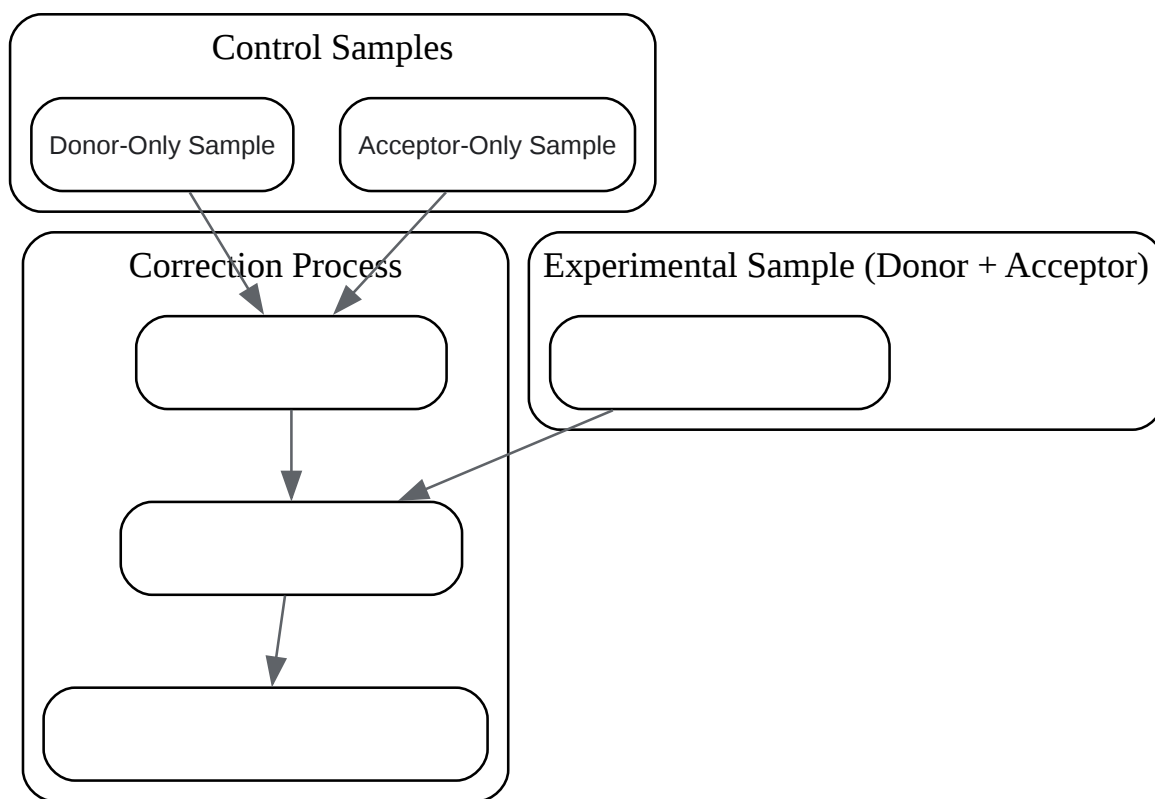 Control Samples
Donor-Only Sample
Acceptor-Only Sample
Correction Process
Experimental Sample (Donor + Acceptor)